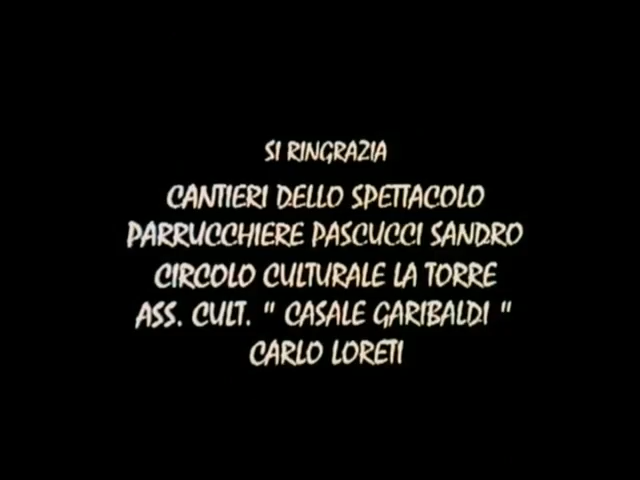 SI RINGRAZIA
CANTIERI DELLO SPETTACOLO
PARRUCCHIERE PASCUCCI SANDRO
CIRCOLO CULTURALE LA TORRE
ASS. CULT. " CASALE GARIBALDI "
CARLO LORETI